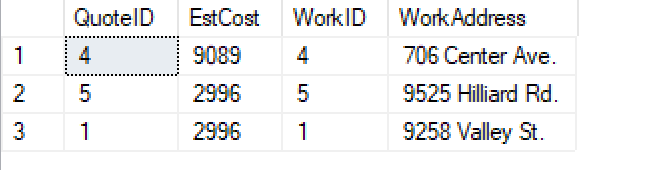 QuoteID EstCost WorkID WorkAddress
1 4 9089 4 706 Center Ave.
2 5 2996 5 9525 Hilliard Rd.
3 1 2996 1 9258 Valley St.